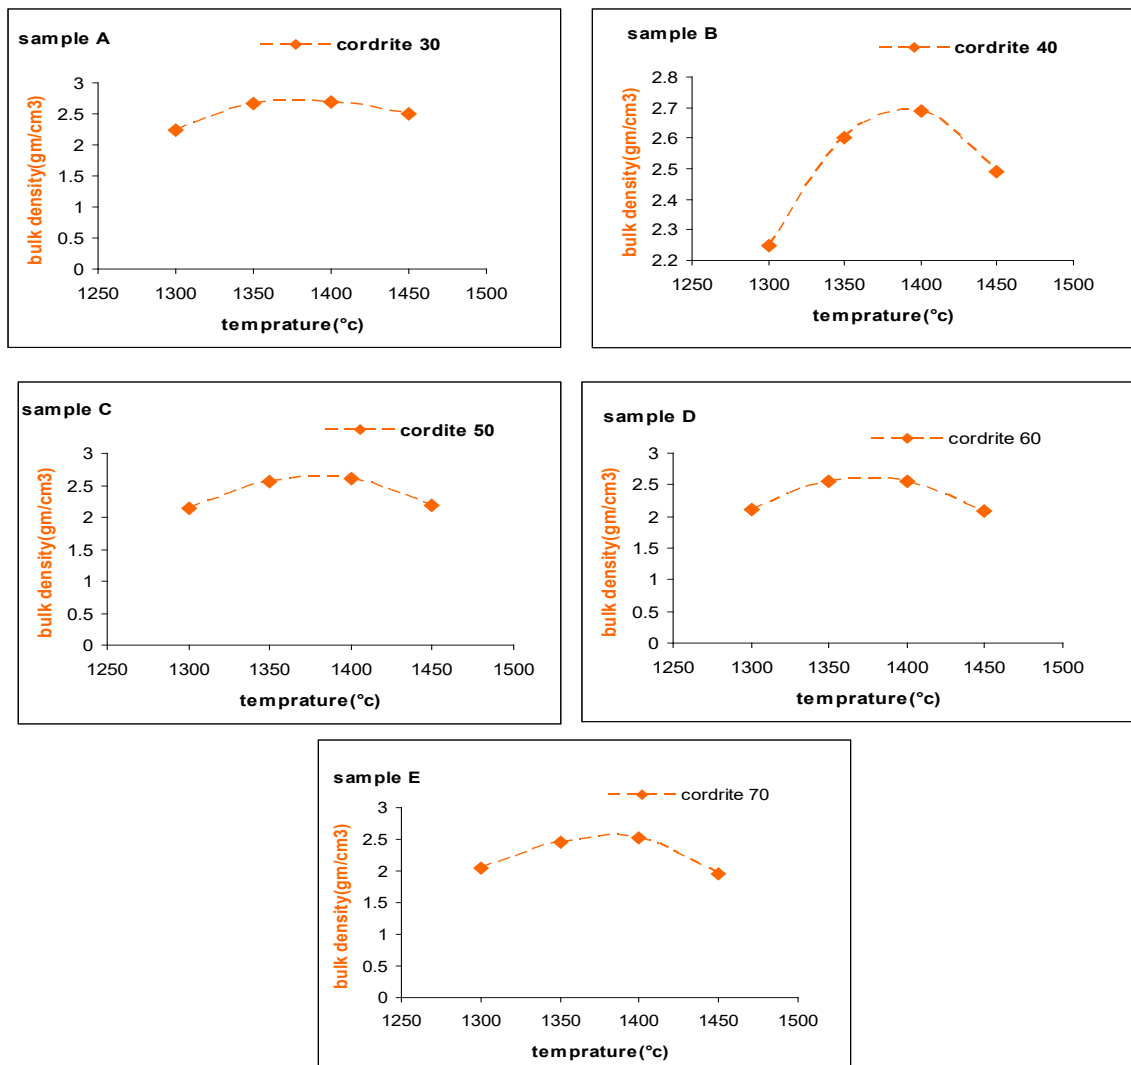 sample A
cordrite 30
bulk density(gm/cm3)
3
2.5
2
1.5
1
0.5
0
1250 1300 1350 1400 1450 1500
temprature(°c)
sample B
cordrite 40
bulk density(gm/cm3)
2.8
2.7
2.6
2.5
2.4
2.3
2.2
1250 1300 1350 1400 1450 1500
temprature(°c)
sample C
cordite 50
bulk density(gm/cm3)
3
2.5
2
1.5
1
0.5
0
1250 1300 1350 1400 1450 1500
temprature(°c)
sample D
cordrite 60
bulk density(gm/cm3)
3
2.5
2
1.5
1
0.5
0
1250 1300 1350 1400 1450 1500
temprature(°c)
sample E
cordrite 70
bulk density(gm/cm3)
3
2.5
2
1.5
1
0.5
0
1250 1300 1350 1400 1450 1500
temprature(°c)